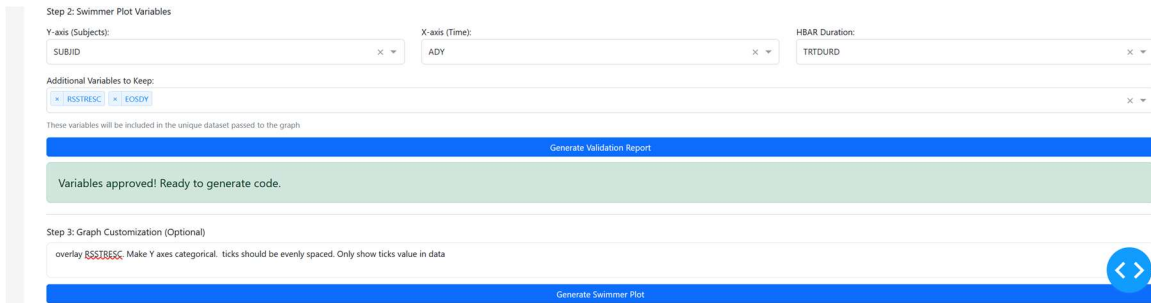 Step 2: Swimmer Plot Variables
Y-axis (Subjects): X-axis (Time): HBAR Duration:
SUBJID × ADY × TRTDURD ×
Additional Variables to Keep:
× RSSTRESC × EOSDY ×
These variables will be included in the unique dataset passed to the graph
Generate Validation Report
Variables approved! Ready to generate code.
Step 3: Graph Customization (Optional)
overlay RSSTRESC. Make Y axes categorical. ticks should be evenly spaced. Only show ticks value in data
Generate Swimmer Plot